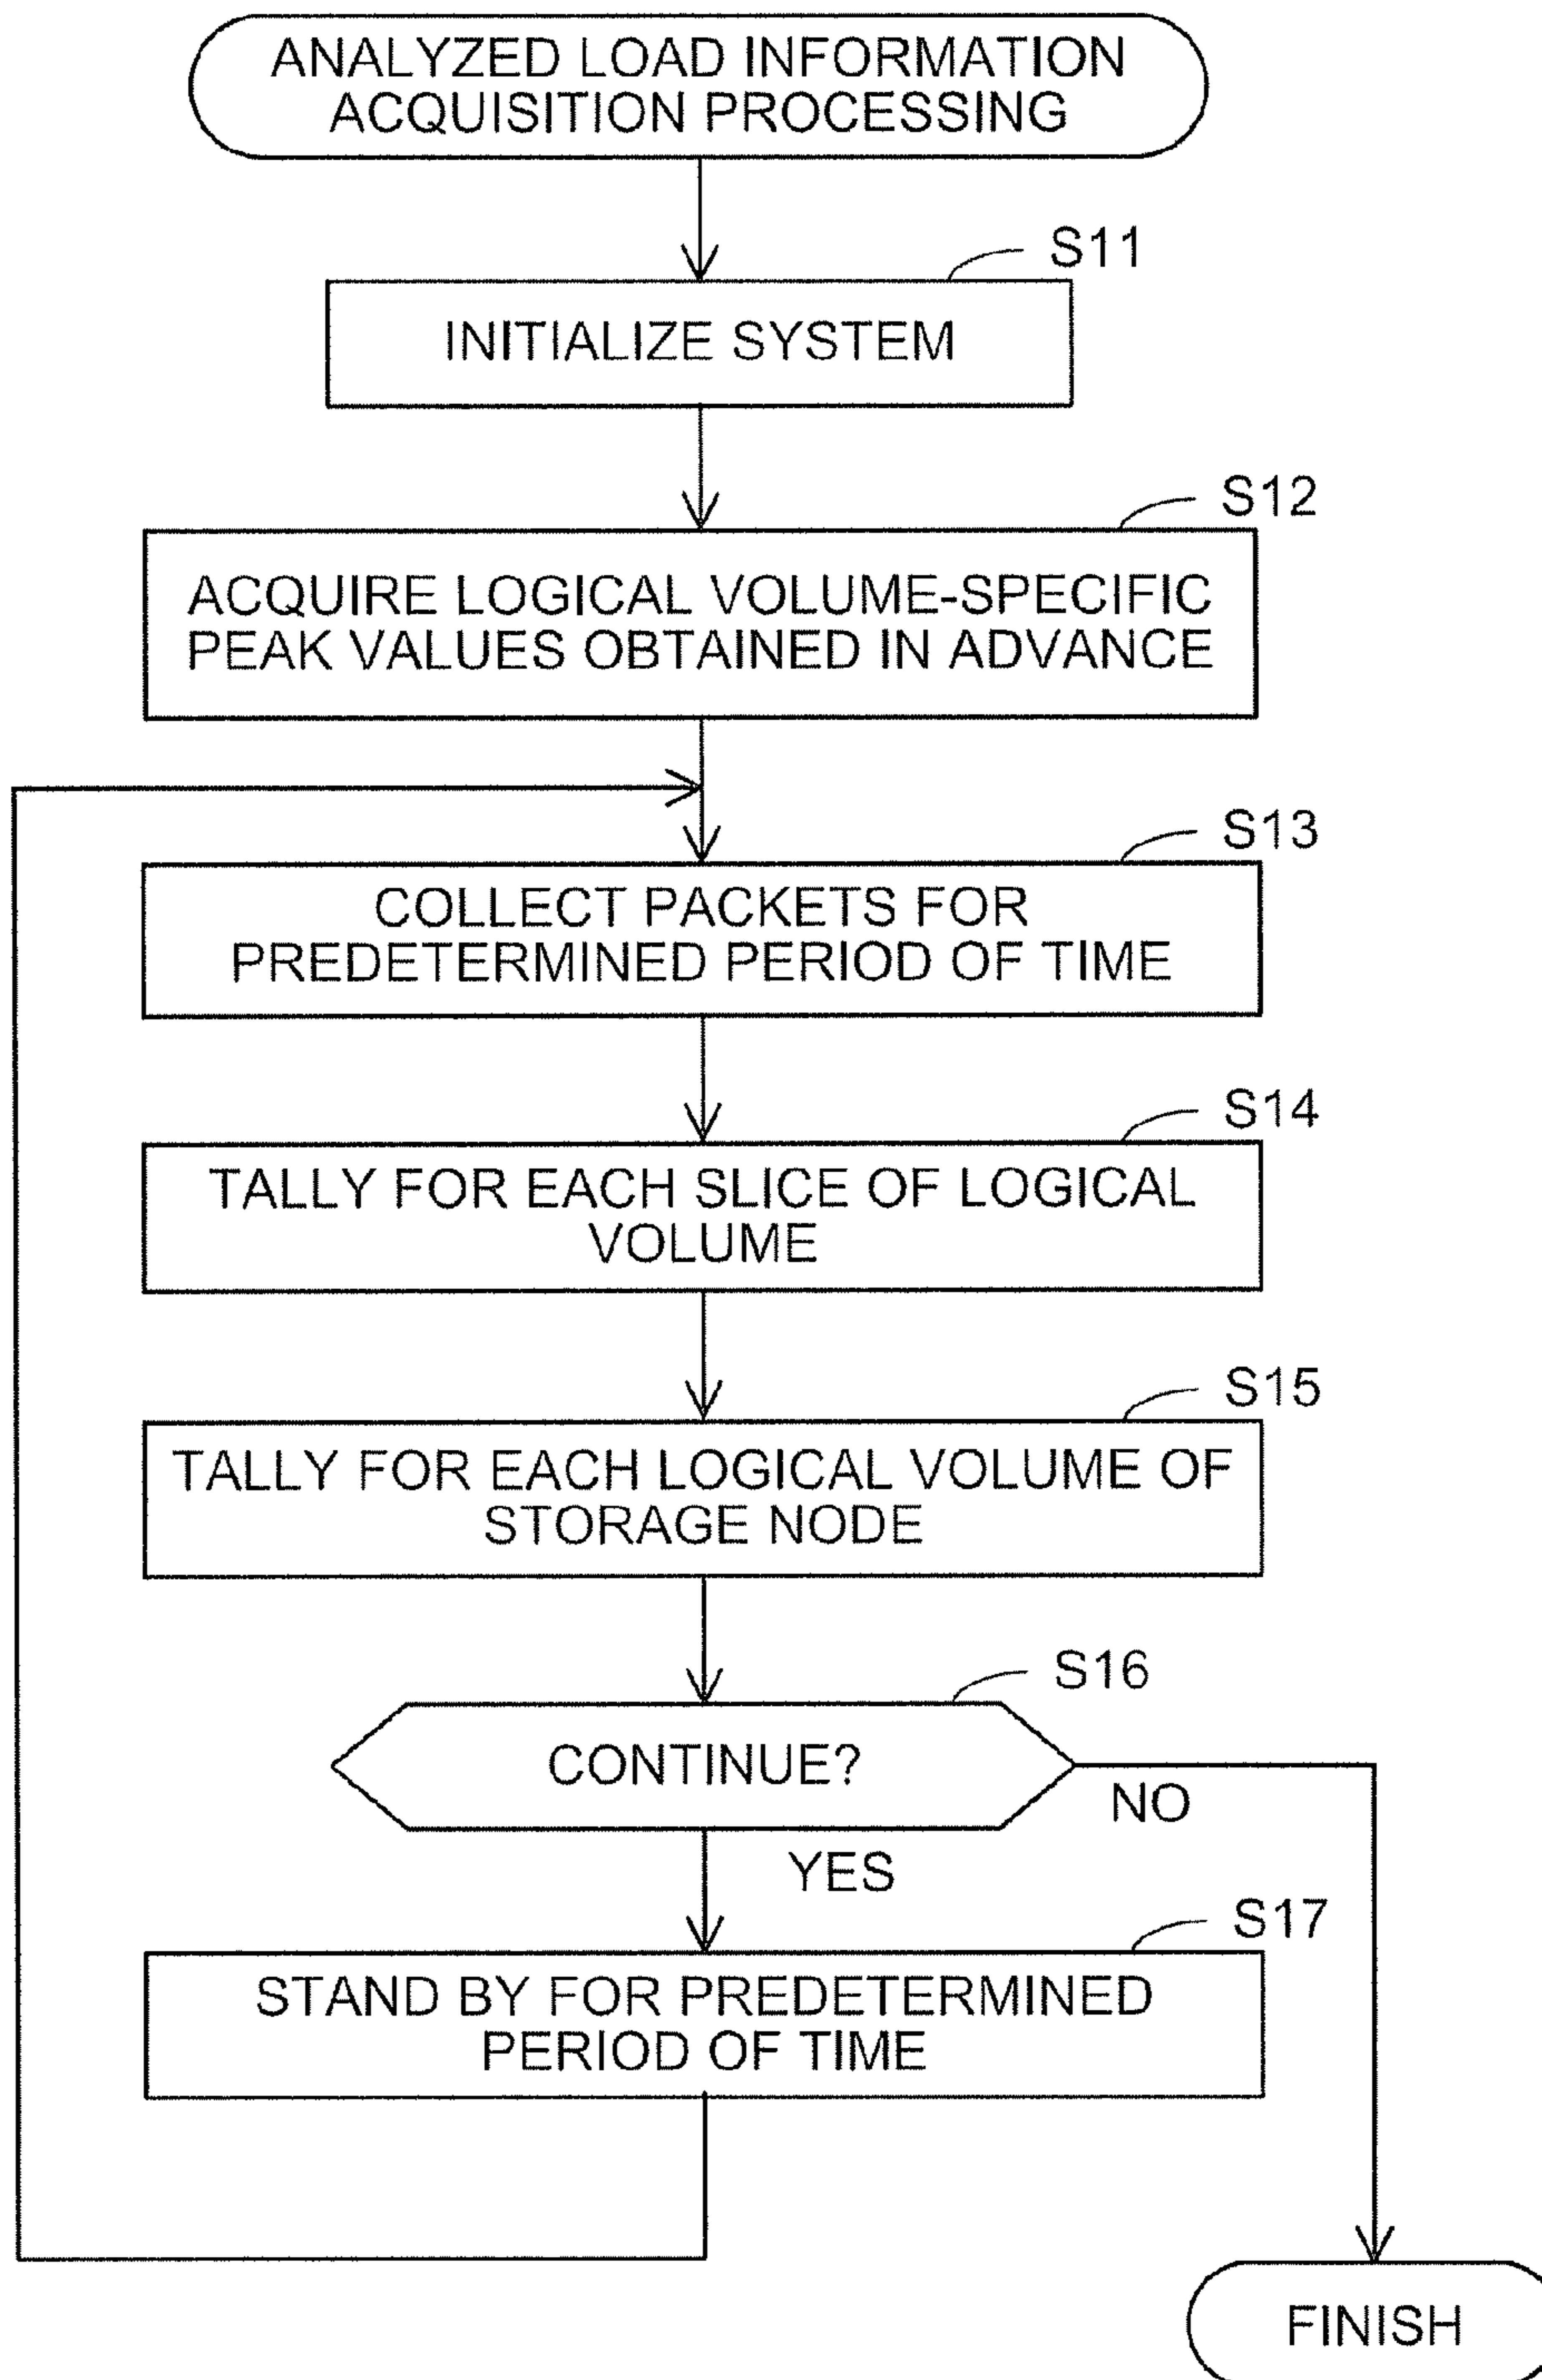 ANALYZED LOAD INFORMATION
ACQUISITION PROCESSING
S11
INITIALIZE SYSTEM
S12
ACQUIRE LOGICAL VOLUME-SPECIFIC
PEAK VALUES OBTAINED IN ADVANCE
S13
COLLECT PACKETS FOR
PREDETERMINED PERIOD OF TIME
S14
TALLY FOR EACH SLICE OF LOGICAL
VOLUME
S15
TALLY FOR EACH LOGICAL VOLUME OF
STORAGE NODE
S16
CONTINUE?
NO
YES
S17
STAND BY FOR PREDETERMINED
PERIOD OF TIME
FINISH